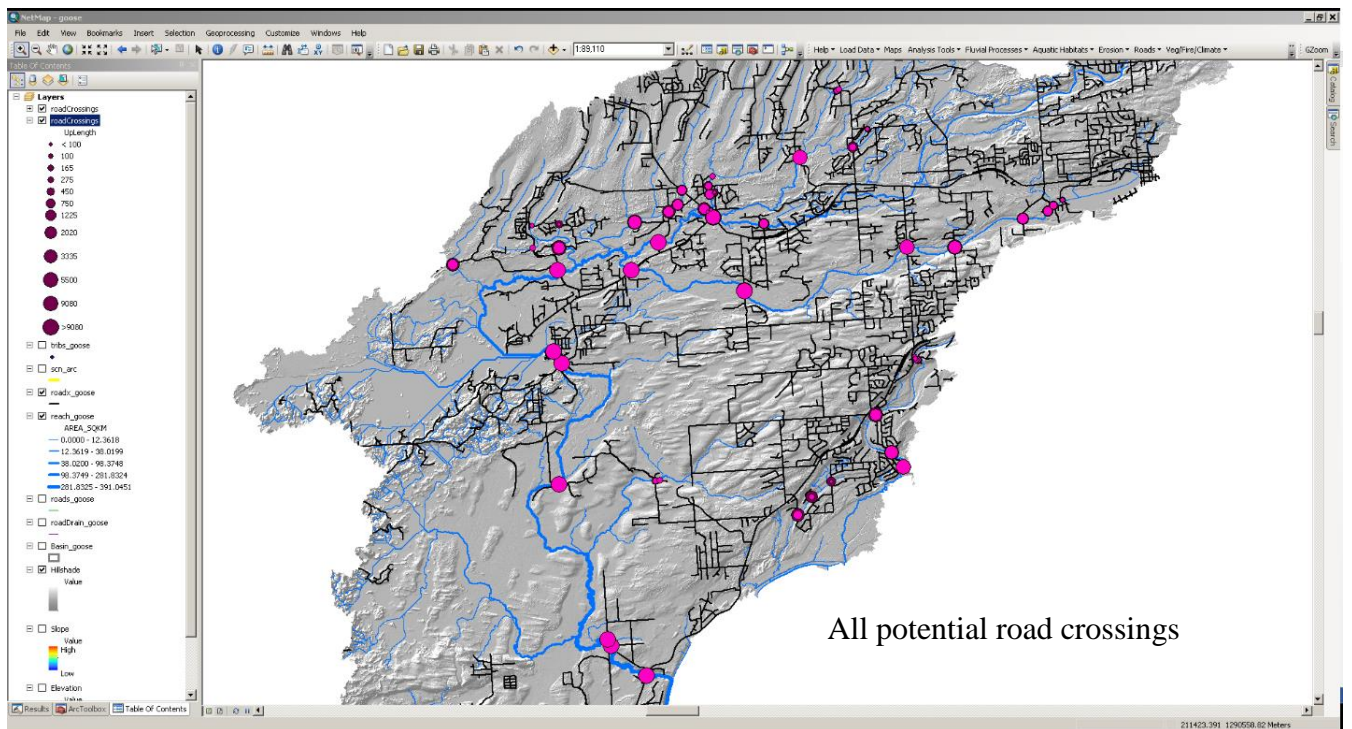 NetMap - goose
File Edit View Bookmarks Insert Selection Geoprocessing Customize Windows Help
1:89,110
Help Load Data Maps Analysis Tools Fluvial Processes Aquatic Habitats Erosion Roads Veg/Fire/Climate GZoom
Table Of Contents
Layers
roadCrossings
roadCrossings
UpLength
< 100
100
165
275
450
750
1225
2020
3335
5500
9080
>9080
tribs_goose
scn_arc
roadx_goose
reach_goose
AREA_SQKM
0.0000 - 12.3618
12.3619 - 38.0199
38.0200 - 98.3748
98.3749 - 281.8324
281.8325 - 391.0451
roads_goose
roadDrain_goose
Basin_goose
Hillshade
Value
Slope
Value
High
Low
Elevation
Value
Results ArcToolbox Table Of Contents
Catalog
Search
All potential road crossings
211423.391 1290558.82 Meters